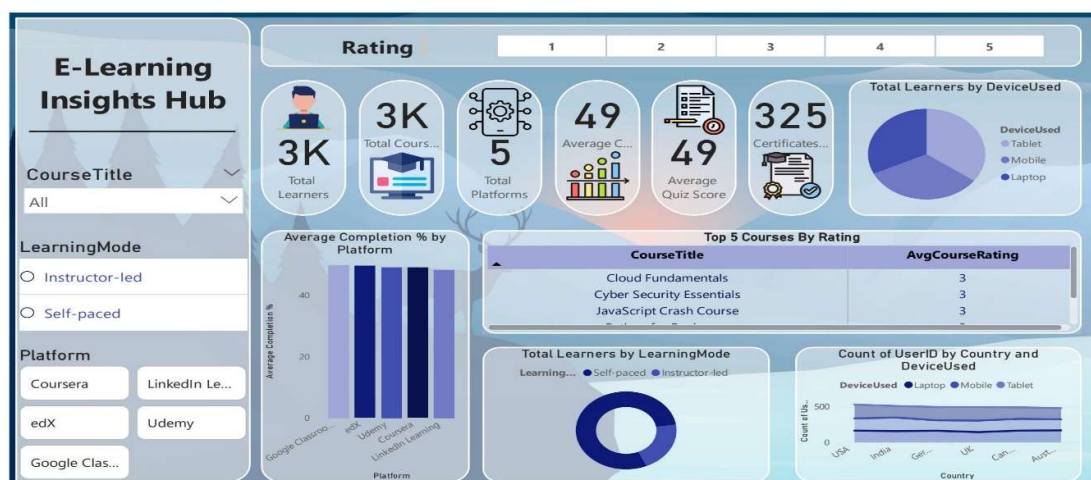 E-Learning
Insights Hub
CourseTitle
All
LearningMode
Instructor-led
Self-paced
Platform
Coursera
LinkedIn Le...
edX
Udemy
Google Clas...
Rating
1 2 3 4 5
3K
Total
Learners
3K
Total Cours...
5
Total
Platforms
49
Average C...
49
Average
Quiz Score
325
Certificates...
Total Learners by DeviceUsed
DeviceUsed
Tablet
Mobile
Laptop
Average Completion % by
Platform
Average Completion %
40
20
0
Google Classroo...
edX
Udemy
Coursera
LinkedIn Learning
Platform
Top 5 Courses By Rating
CourseTitle AvgCourseRating
Cloud Fundamentals 3
Cyber Security Essentials 3
JavaScript Crash Course 3
Total Learners by LearningMode
Learning... Self-paced Instructor-led
Count of UserID by Country and
DeviceUsed
DeviceUsed Laptop Mobile Tablet
Count of Us...
500
0
USA
India
Ger...
UK
Can...
Aust...
Country